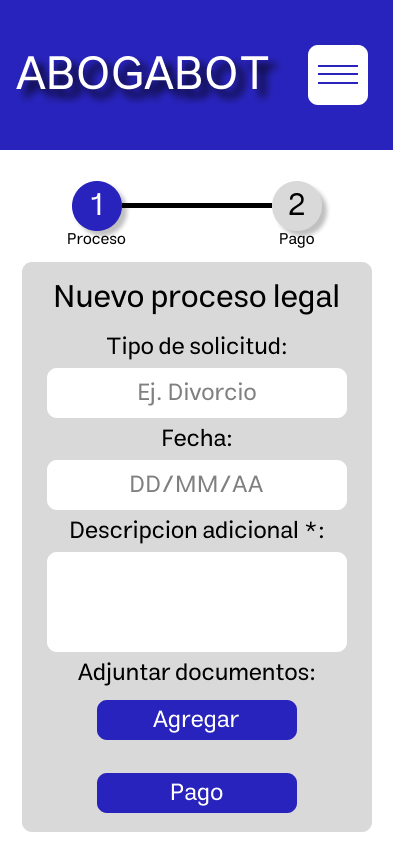 ABOGABOT
1
2
Proceso
Pago
Nuevo proceso legal
Tipo de solicitud:
Ej. Divorcio
Fecha:
DD/MM/AA
Descripcion adicional *:
Adjuntar documentos:
Agregar
Pago